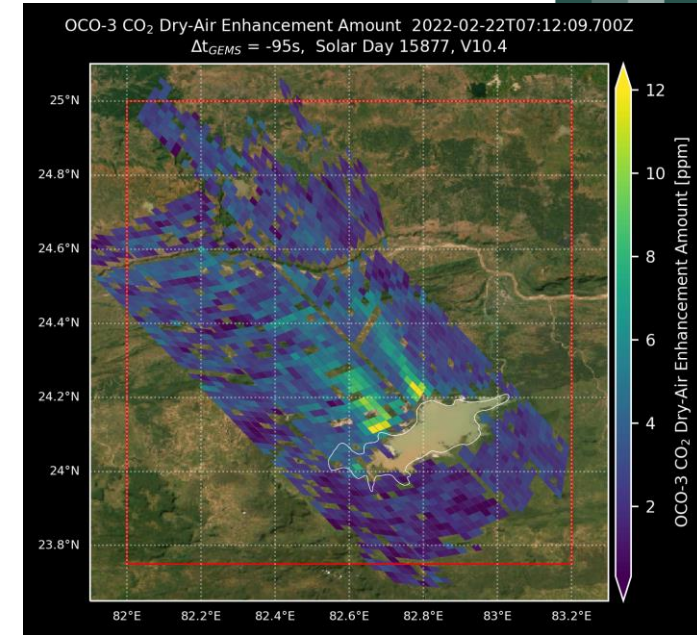 OCO-3 CO₂ Dry-Air Enhancement Amount 2022-02-22T07:12:09.700Z
Δt_GEMS = -95s, Solar Day 15877, V10.4
25°N
24.8°N
24.6°N
24.4°N
24.2°N
24°N
23.8°N
82°E
82.2°E
82.4°E
82.6°E
82.8°E
83°E
83.2°E
12
10
8
6
4
2
OCO-3 CO₂ Dry-Air Enhancement Amount [ppm]